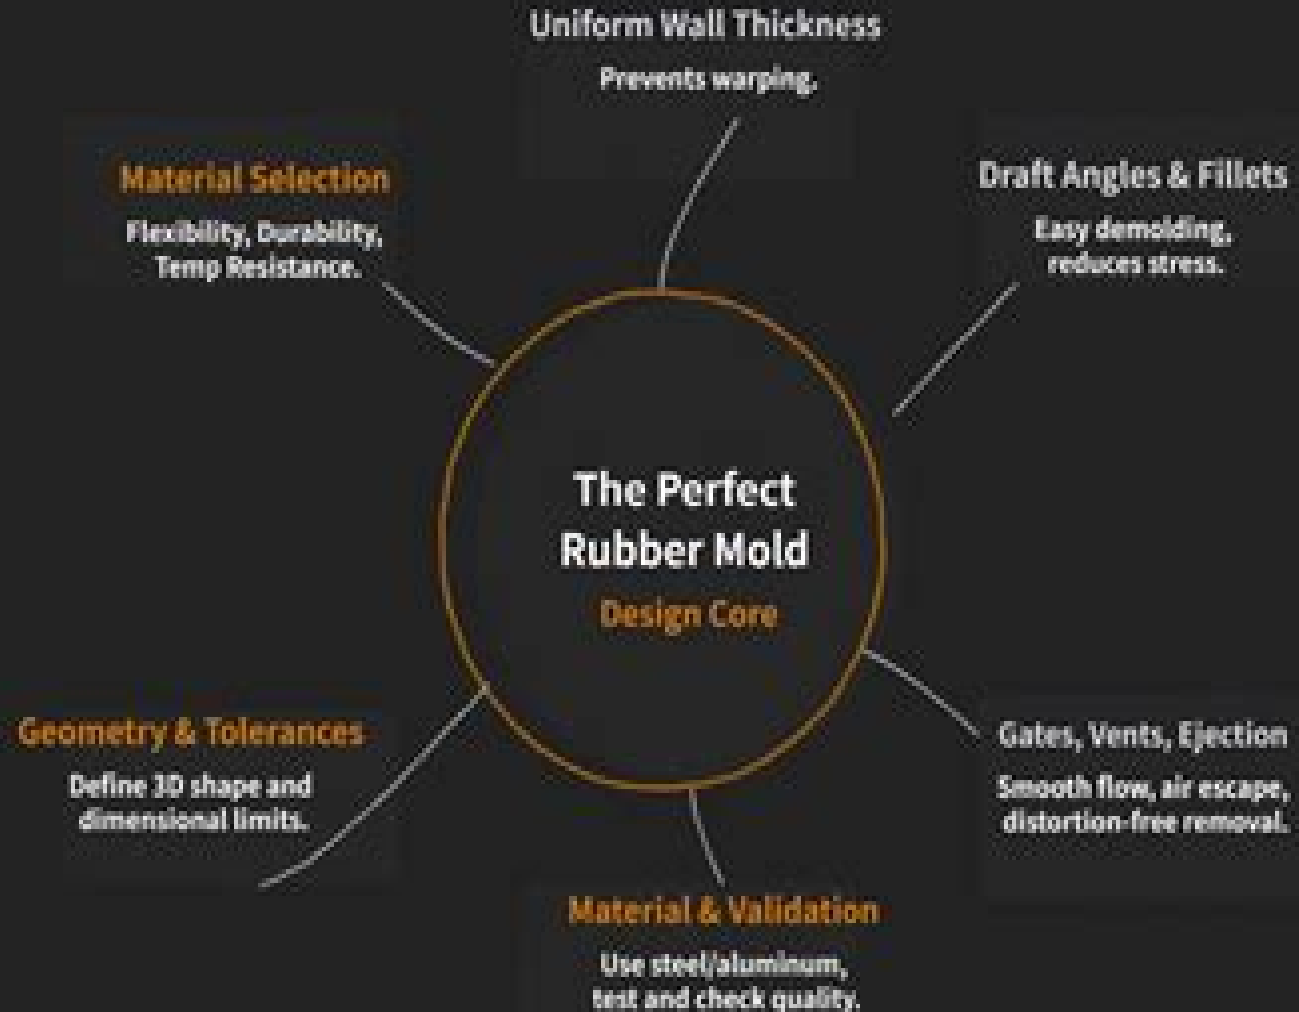 Uniform Wall Thickness
Prevents warping.
Material Selection
Flexibility, Durability,
Temp Resistance.
Draft Angles & Fillets
Easy demolding,
reduces stress.
The Perfect
Rubber Mold
Design Core
Geometry & Tolerances
Define 3D shape and
dimensional limits.
Gates, Vents, Ejection
Smooth flow, air escape,
distortion-free removal.
Material & Validation
Use steel/aluminum,
test and check quality.